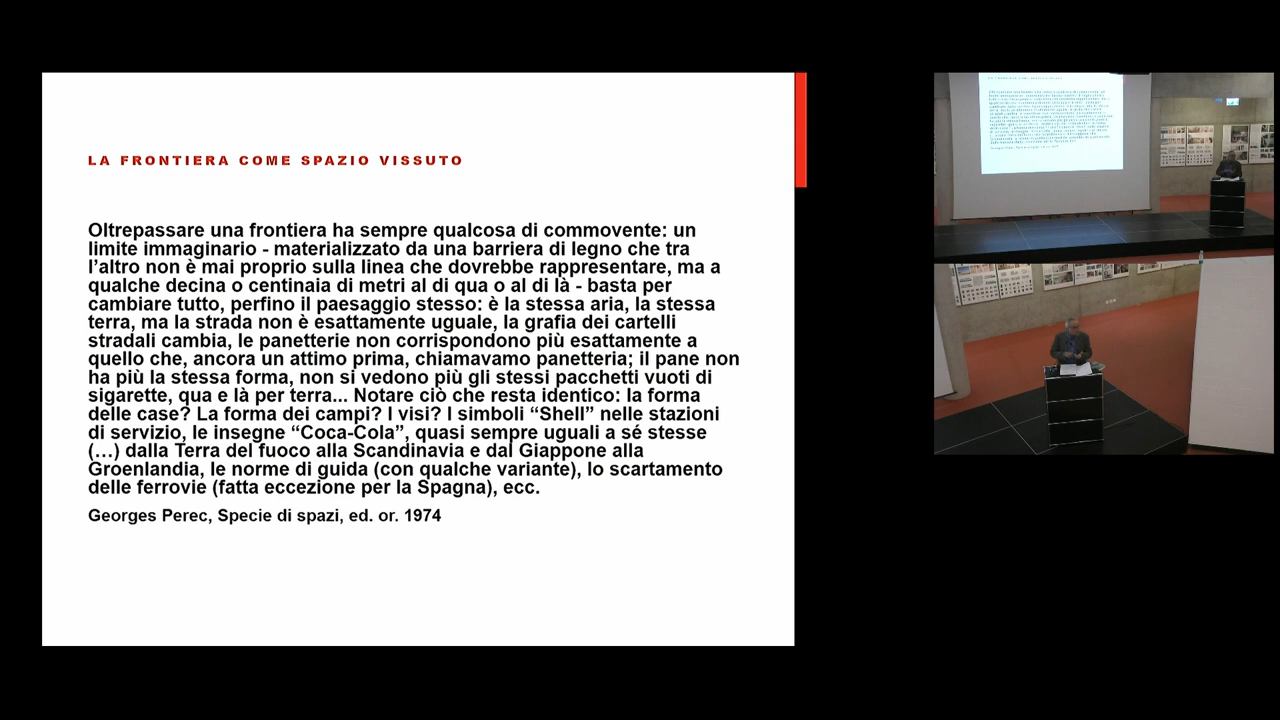 LA FRONTIERA COME SPAZIO VISSUTO
Oltrepassare una frontiera ha sempre qualcosa di commovente: un
limite immaginario - materializzato da una barriera di legno che tra
l’altro non è mai proprio sulla linea che dovrebbe rappresentare, ma a
qualche decina o centinaia di metri al di qua o al di là - basta per
cambiare tutto, perfino il paesaggio stesso: è la stessa aria, la stessa
terra, ma la strada non è esattamente uguale, la grafia dei cartelli
stradali cambia, le panetterie non corrispondono più esattamente a
quello che, ancora un attimo prima, chiamavamo panetteria; il pane non
ha più la stessa forma, non si vedono più gli stessi pacchetti vuoti di
sigarette, qua e là per terra... Notare ciò che resta identico: la forma
delle case? La forma dei campi? I visi? I simboli “Shell” nelle stazioni
di servizio, le insegne “Coca-Cola”, quasi sempre uguali a sé stesse
(…) dalla Terra del fuoco alla Scandinavia e dal Giappone alla
Groenlandia, le norme di guida (con qualche variante), lo scartamento
delle ferrovie (fatta eccezione per la Spagna), ecc.
Georges Perec, Specie di spazi, ed. or. 1974